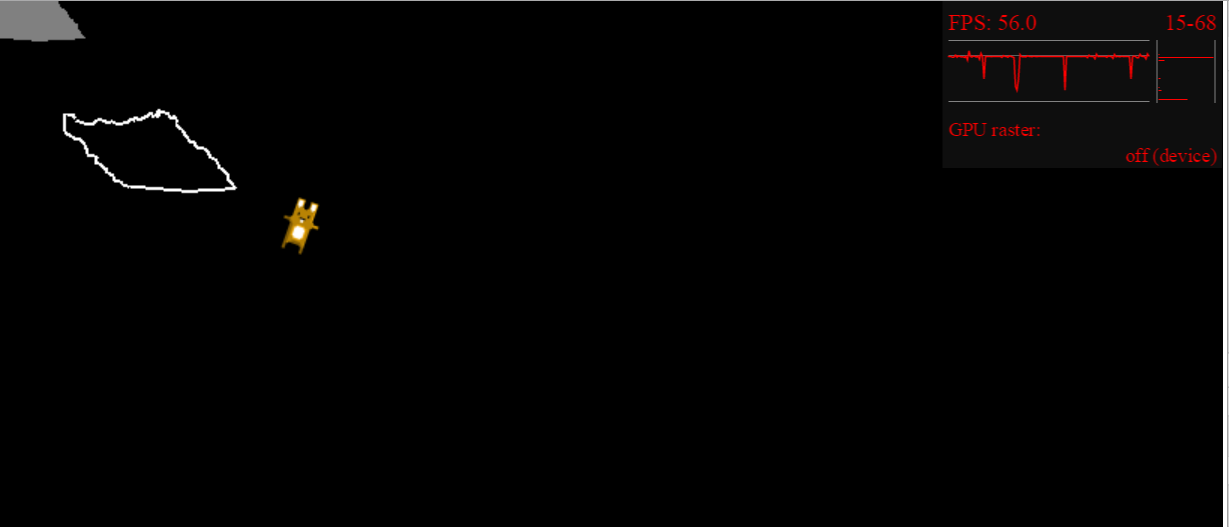 FPS: 56.0 15-68
GPU raster:
off (device)